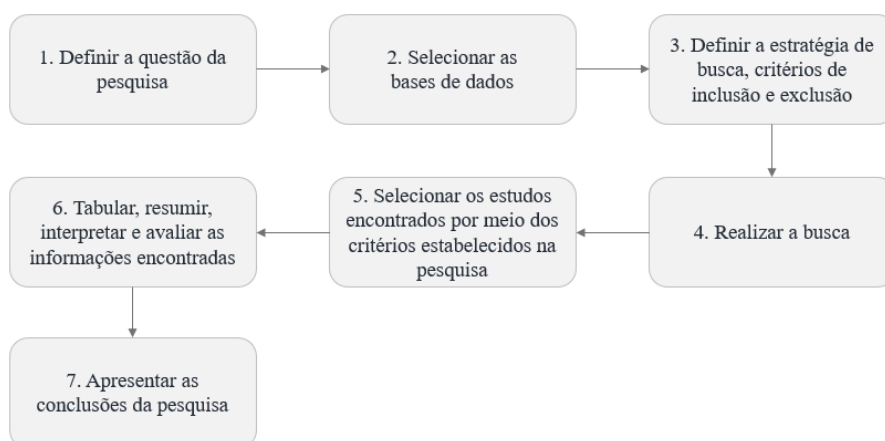 1. Definir a questão da
pesquisa
2. Selecionar as
bases de dados
3. Definir a estratégia de
busca, critérios de
inclusão e exclusão
4. Realizar a busca
5. Selecionar os estudos
encontrados por meio dos
critérios estabelecidos na
pesquisa
6. Tabular, resumir,
interpretar e avaliar as
informações encontradas
7. Apresentar as
conclusões da pesquisa